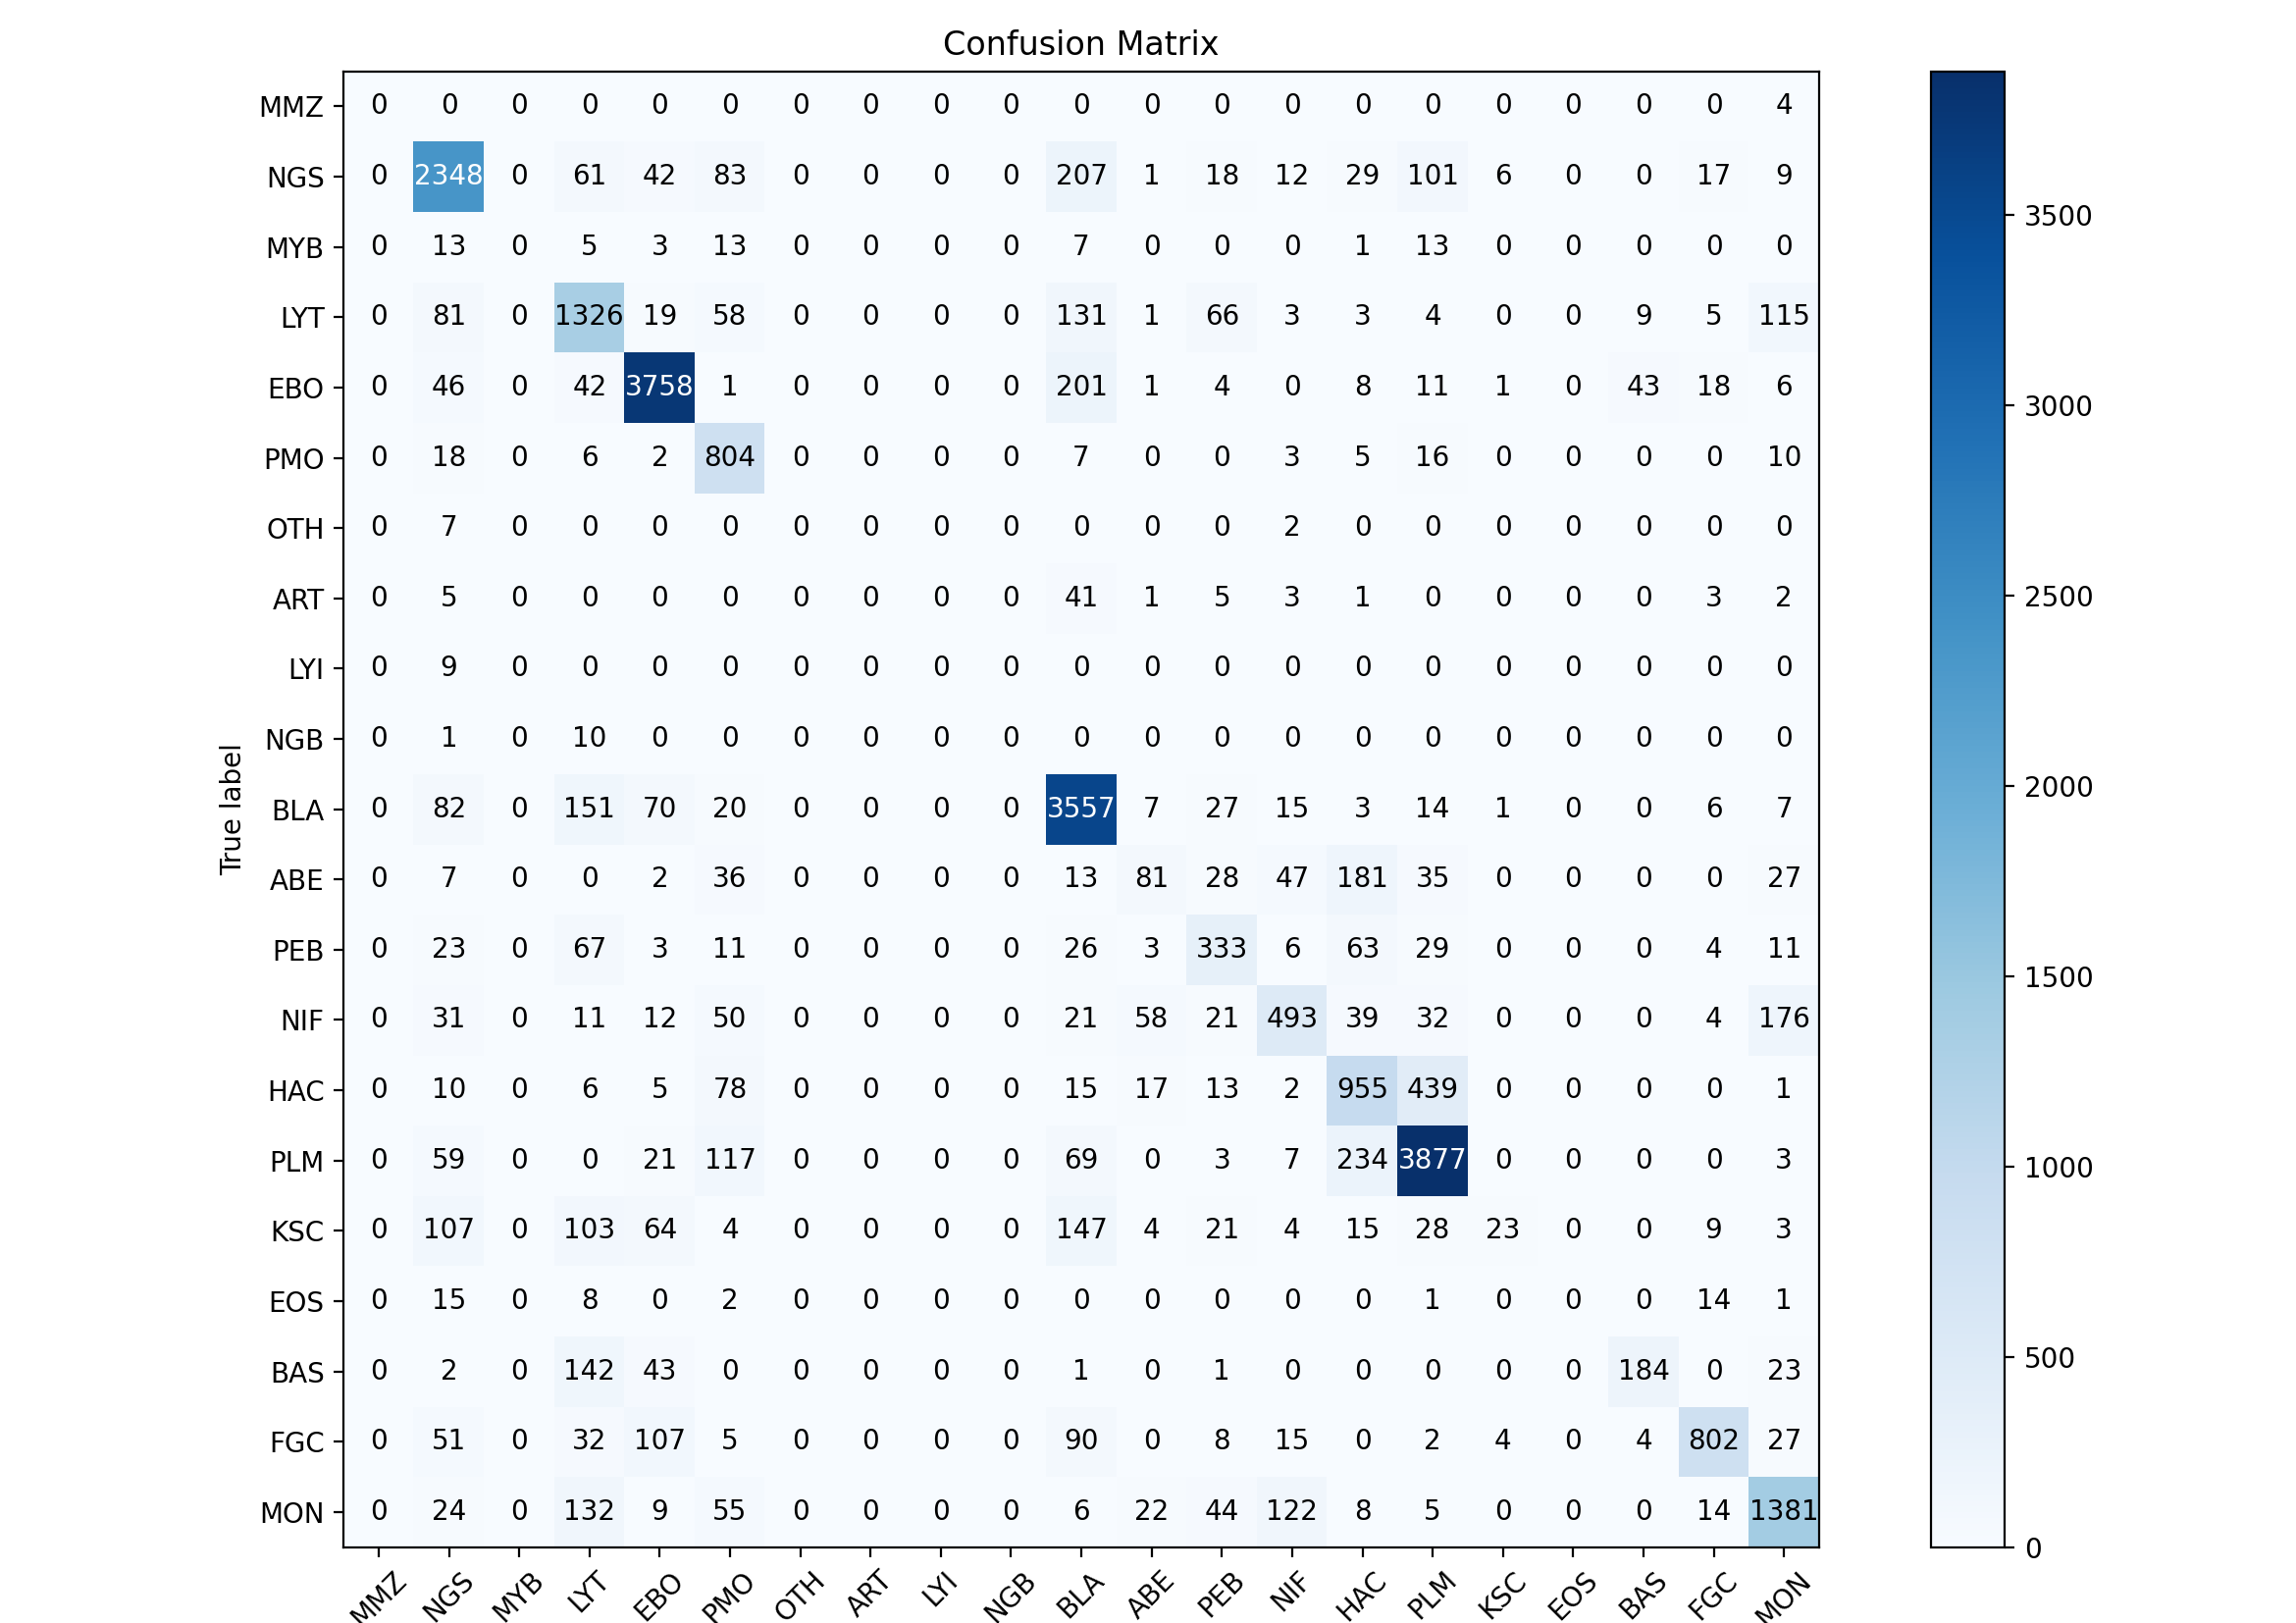 Confusion Matrix
MMZ 0 0 0 0 0 0 0 0 0 0 0 0 0 0 0 0 0 0 0 0 4
NGS 0 2348 0 61 42 83 0 0 0 0 207 1 18 12 29 101 6 0 0 17 9
MYB 0 13 0 5 3 13 0 0 0 0 7 0 0 0 1 13 0 0 0 0 0
LYT 0 81 0 1326 19 58 0 0 0 0 131 1 66 3 3 4 0 0 9 5 115
EBO 0 46 0 42 3758 1 0 0 0 0 201 1 4 0 8 11 1 0 43 18 6
PMO 0 18 0 6 2 804 0 0 0 0 7 0 0 3 5 16 0 0 0 0 10
OTH 0 7 0 0 0 0 0 0 0 0 0 0 0 2 0 0 0 0 0 0 0
ART 0 5 0 0 0 0 0 0 0 0 41 1 5 3 1 0 0 0 0 3 2
LYI 0 9 0 0 0 0 0 0 0 0 0 0 0 0 0 0 0 0 0 0 0
NGB 0 1 0 10 0 0 0 0 0 0 0 0 0 0 0 0 0 0 0 0 0
BLA 0 82 0 151 70 20 0 0 0 0 3557 7 27 15 3 14 1 0 0 6 7
ABE 0 7 0 0 2 36 0 0 0 0 13 81 28 47 181 35 0 0 0 0 27
PEB 0 23 0 67 3 11 0 0 0 0 26 3 333 6 63 29 0 0 0 4 11
NIF 0 31 0 11 12 50 0 0 0 0 21 58 21 493 39 32 0 0 0 4 176
HAC 0 10 0 6 5 78 0 0 0 0 15 17 13 2 955 439 0 0 0 0 1
PLM 0 59 0 0 21 117 0 0 0 0 69 0 3 7 234 3877 0 0 0 0 3
KSC 0 107 0 103 64 4 0 0 0 0 147 4 21 4 15 28 23 0 0 9 3
EOS 0 15 0 8 0 2 0 0 0 0 0 0 0 0 0 1 0 0 0 14 1
BAS 0 2 0 142 43 0 0 0 0 0 1 0 1 0 0 0 0 0 184 0 23
FGC 0 51 0 32 107 5 0 0 0 0 90 0 8 15 0 2 4 0 4 802 27
MON 0 24 0 132 9 55 0 0 0 0 6 22 44 122 8 5 0 0 0 14 1381
MMZ NGS MYB LYT EBO PMO OTH ART LYI NGB BLA ABE PEB NIF HAC PLM KSC EOS BAS FGC MON
True label
3500
3000
2500
2000
1500
1000
500
0